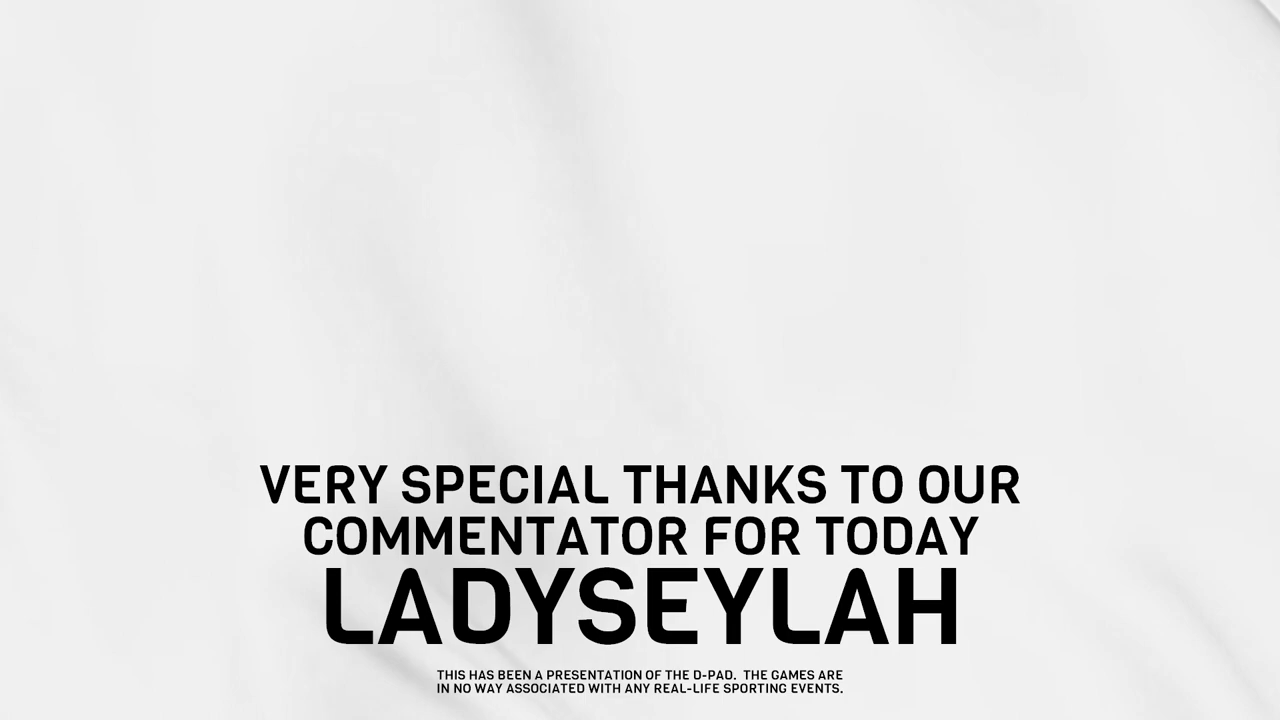 VERY SPECIAL THANKS TO OUR
COMMENTATOR FOR TODAY
LADYSEYLAH
THIS HAS BEEN A PRESENTATION OF THE D-PAD. THE GAMES ARE
IN NO WAY ASSOCIATED WITH ANY REAL-LIFE SPORTING EVENTS.